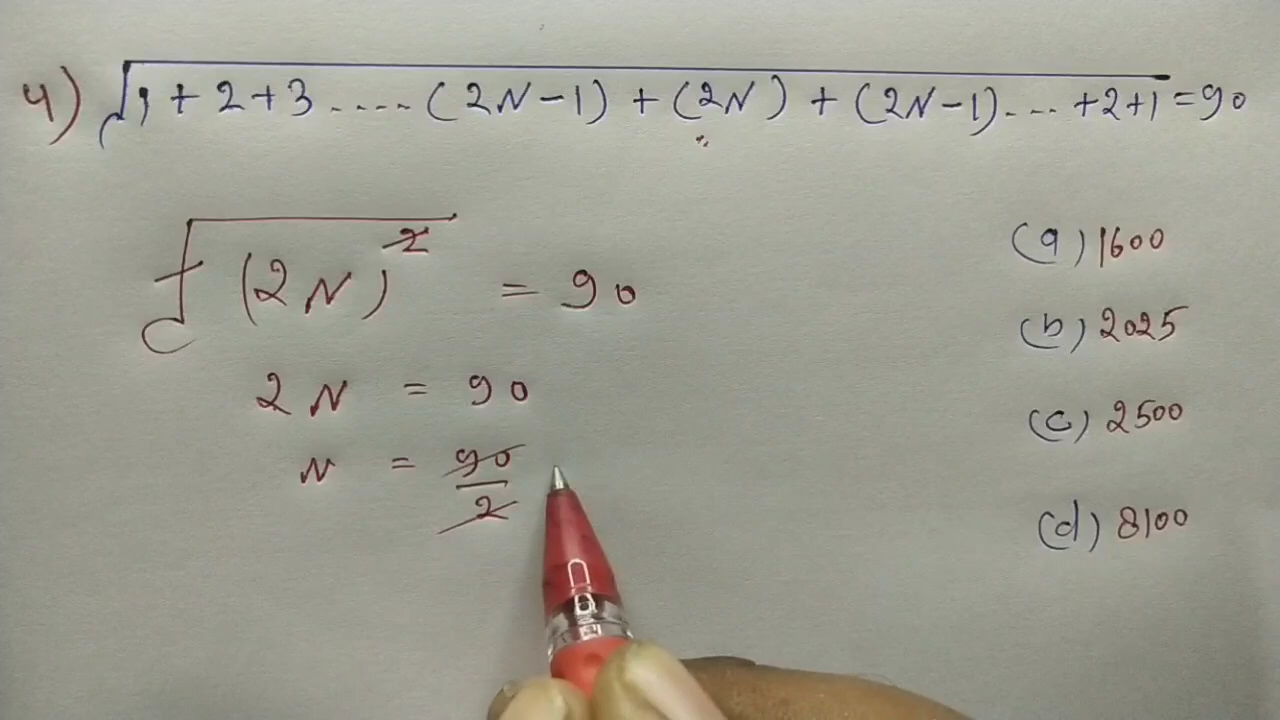 4) √1 + 2 + 3 ..... (2N - 1) + (2N) + (2N - 1) ... + 2 + 1 = 90
√(2N)² = 90
2N = 90
N = 90/2
(a) 1600
(b) 2025
(c) 2500
(d) 8100